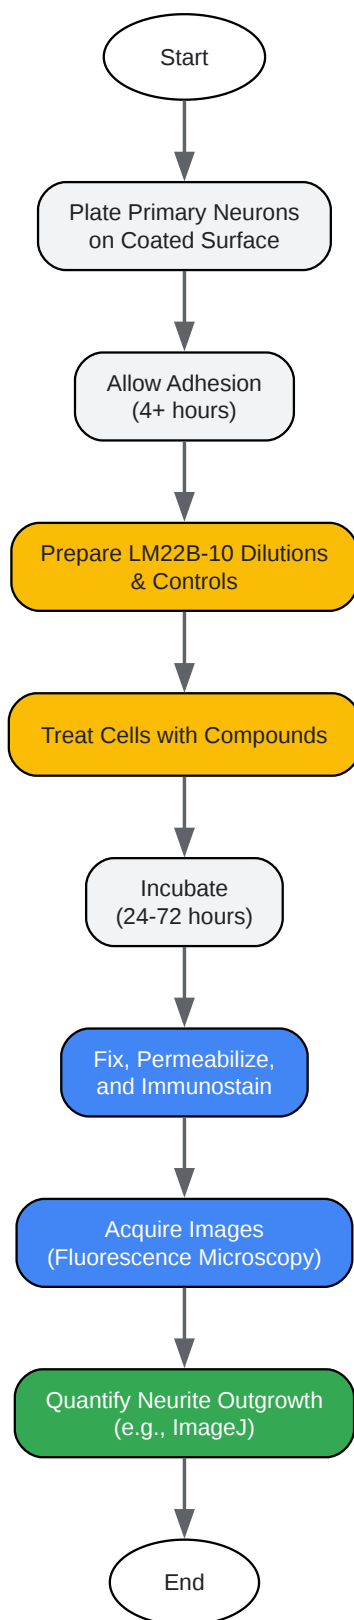 Start
Plate Primary Neurons
on Coated Surface
Allow Adhesion
(4+ hours)
Prepare LM22B-10 Dilutions
& Controls
Treat Cells with Compounds
Incubate
(24-72 hours)
Fix, Permeabilize,
and Immunostain
Acquire Images
(Fluorescence Microscopy)
Quantify Neurite Outgrowth
(e.g., ImageJ)
End